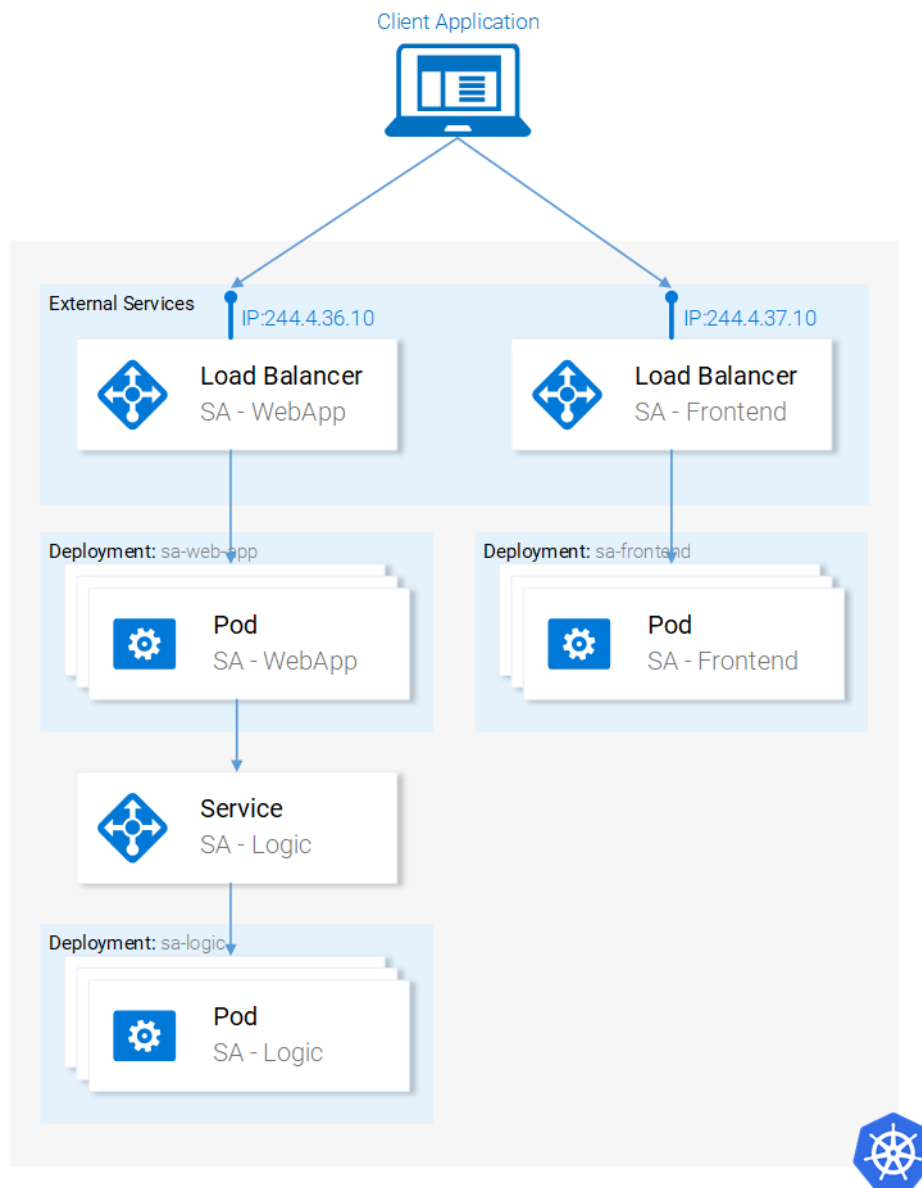 Client Application
External Services
IP:244.4.36.10
IP:244.4.37.10
Load Balancer
SA - WebApp
Load Balancer
SA - Frontend
Deployment: sa-web-app
Deployment: sa-frontend
Pod
SA - WebApp
Pod
SA - Frontend
Service
SA - Logic
Deployment: sa-logic
Pod
SA - Logic